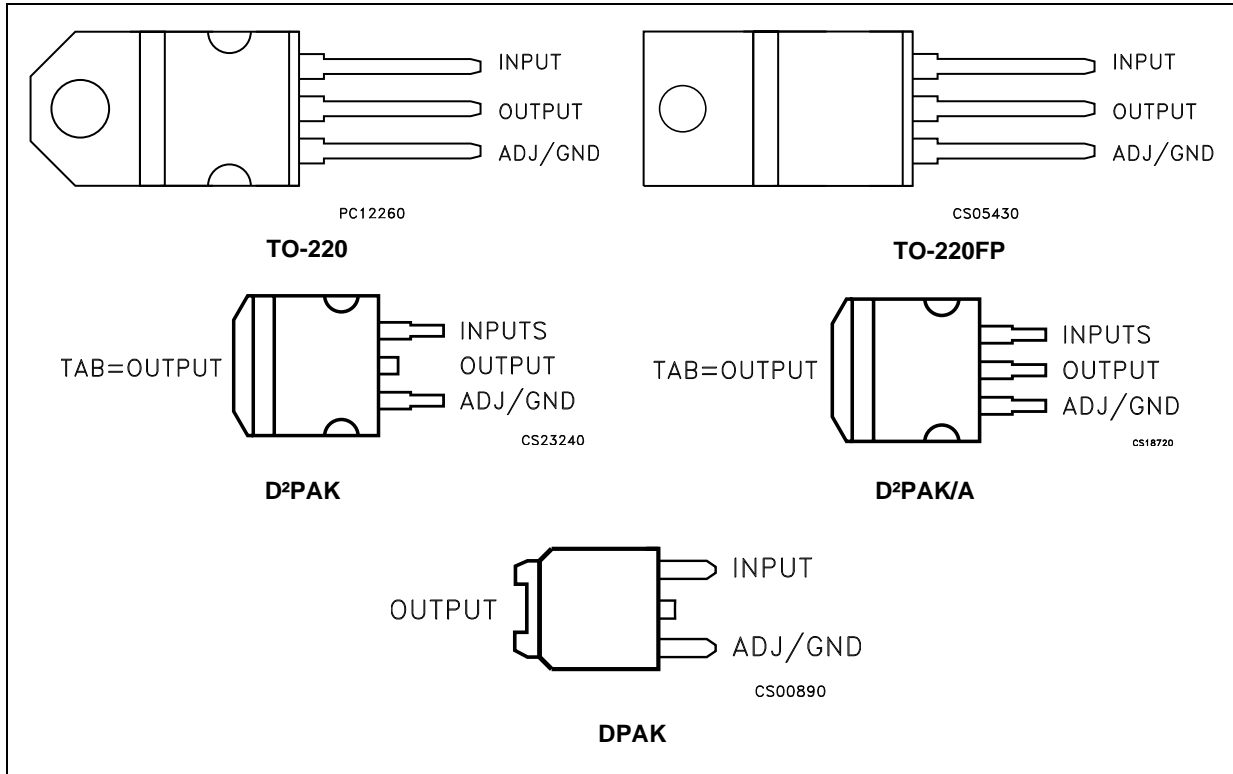 INPUT
OUTPUT
ADJ/GND
PC12260
TO-220
INPUT
OUTPUT
ADJ/GND
CS05430
TO-220FP
TAB=OUTPUT
INPUTS
OUTPUT
ADJ/GND
CS23240
D²PAK
TAB=OUTPUT
INPUTS
OUTPUT
ADJ/GND
CS18720
D²PAK/A
OUTPUT
INPUT
ADJ/GND
CS00890
DPAK